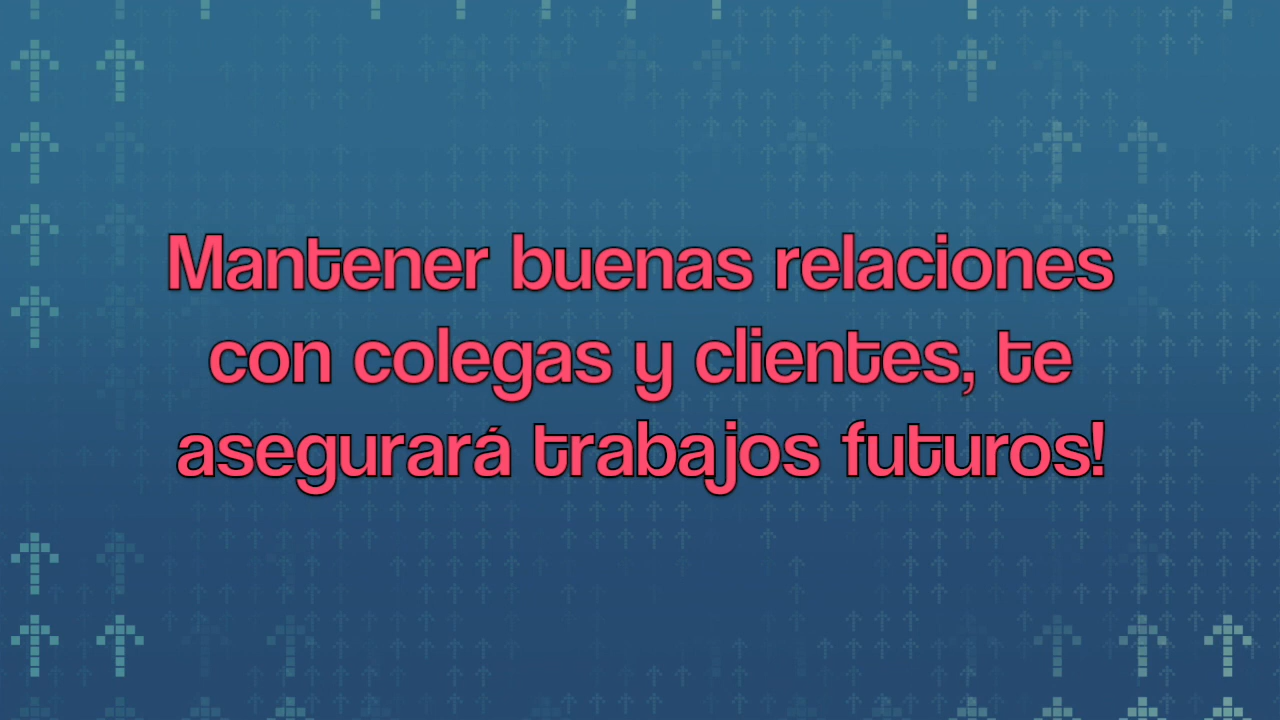 Mantener buenas relaciones
con colegas y clientes, te
asegurará trabajos futuros!